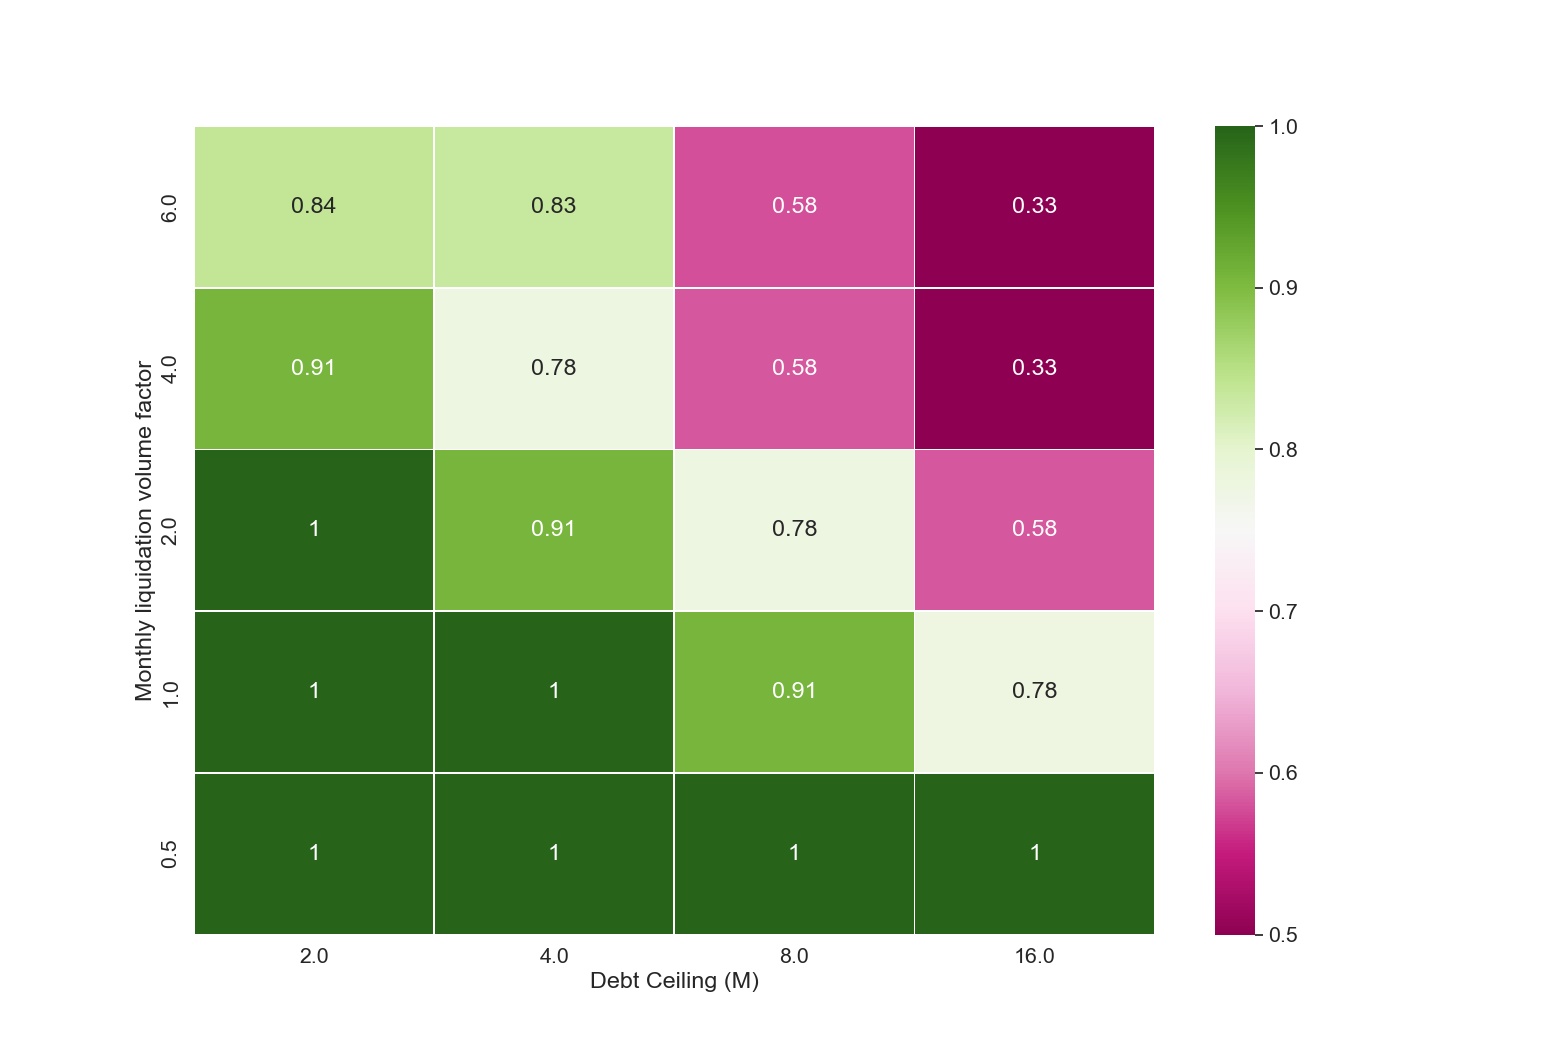 Monthly liquidation volume factor
6.0 0.84 0.83 0.58 0.33
4.0 0.91 0.78 0.58 0.33
2.0 1 0.91 0.78 0.58
1.0 1 1 0.91 0.78
0.5 1 1 1 1
2.0 4.0 8.0 16.0
Debt Ceiling (M)
1.0
0.9
0.8
0.7
0.6
0.5